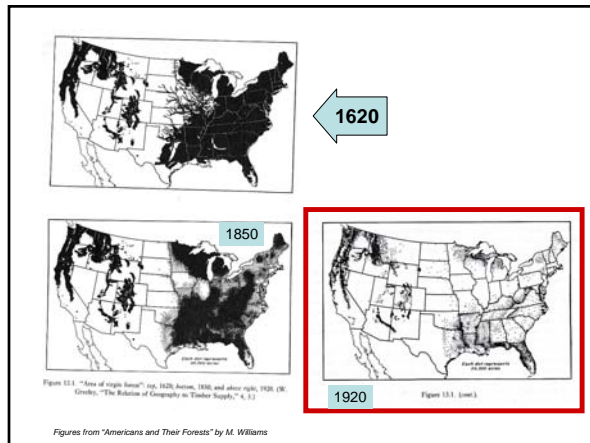 1620
1850
Each dot represents
25,000 acres
Figure 13.1. "Area of virgin forest": top, 1620; bottom, 1850; and above right, 1920. (W.
Greeley, "The Relation of Geography to Timber Supply," 4, 5.)
Each dot represents
25,000 acres
1920
Figure 13.1. (cont.)
Figures from "Americans and Their Forests" by M. Williams